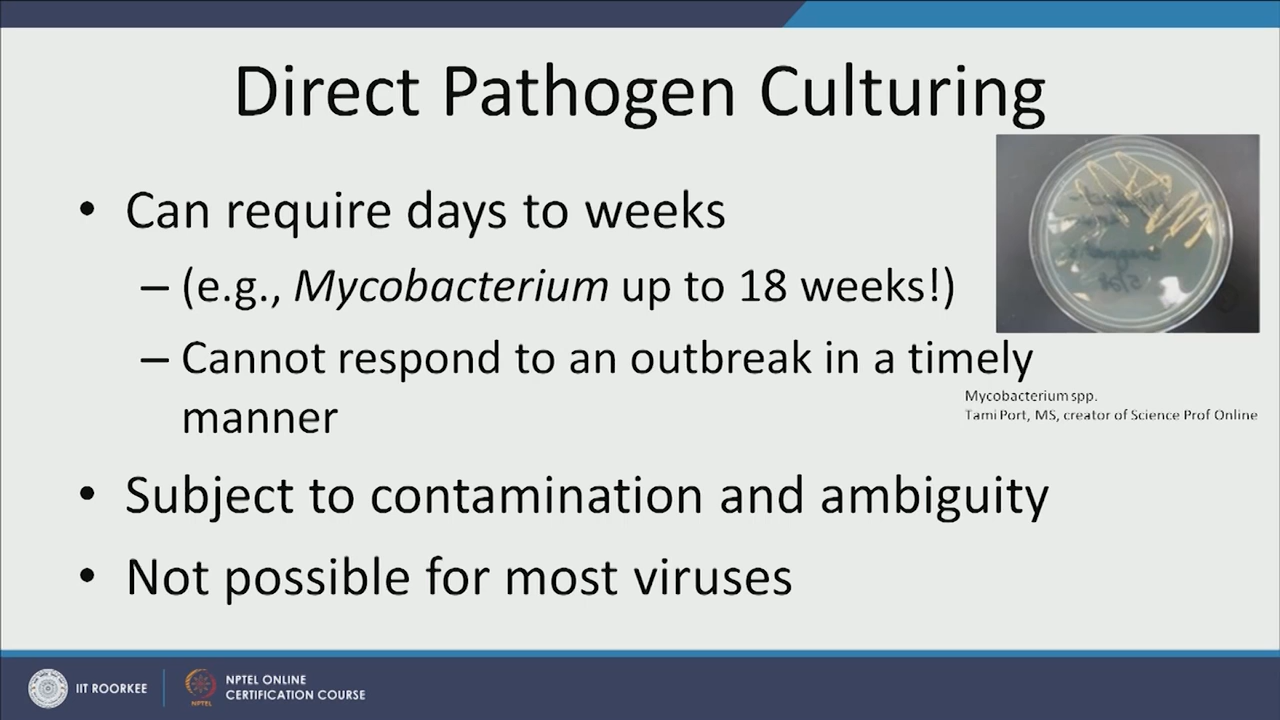 Direct Pathogen Culturing
• Can require days to weeks
– (e.g., Mycobacterium up to 18 weeks!)
– Cannot respond to an outbreak in a timely
manner
Mycobacterium spp.
Tami Port, MS, creator of Science Prof Online
• Subject to contamination and ambiguity
• Not possible for most viruses
IIT ROORKEE
NPTEL
NPTEL ONLINE
CERTIFICATION COURSE